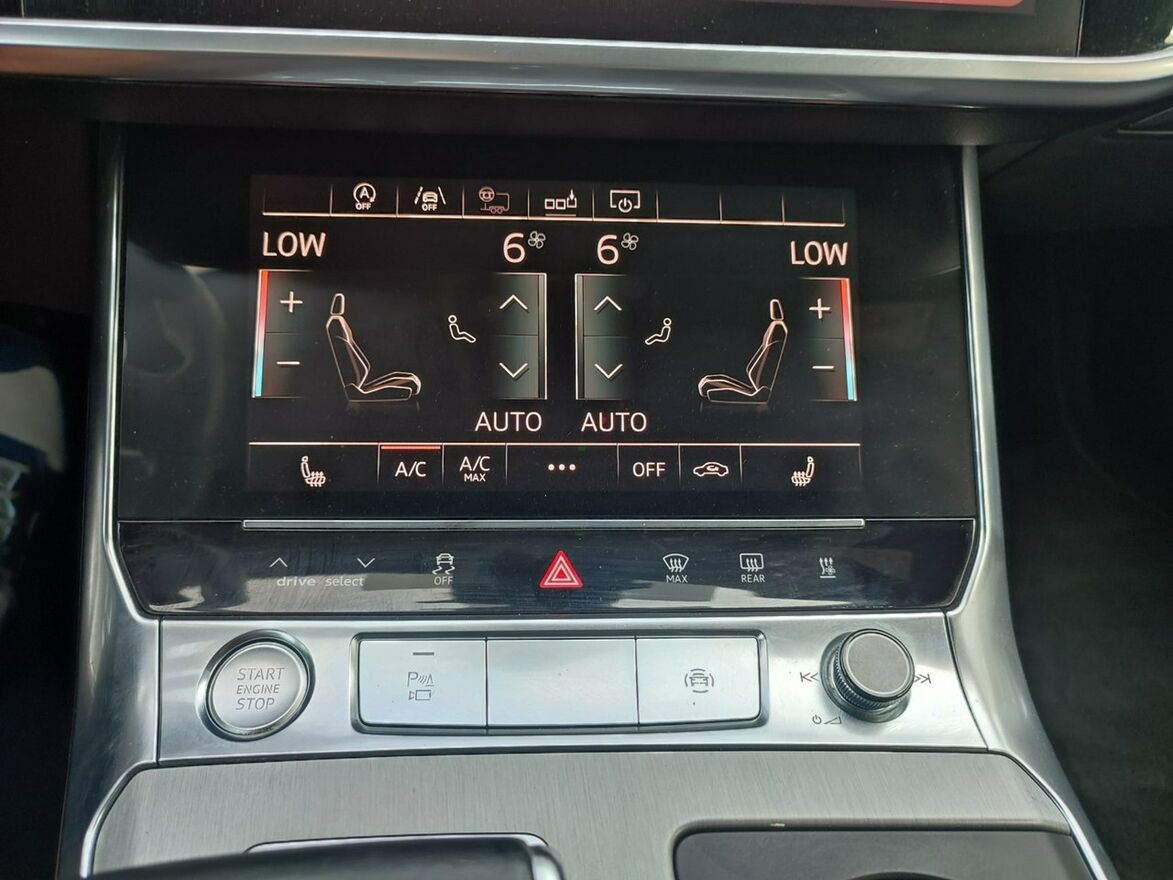 A OFF
OFF
LOW 6 6 LOW
+ +
- -
AUTO AUTO
A/C A/C MAX ••• OFF
drive select OFF MAX REAR
START
ENGINE
STOP
P